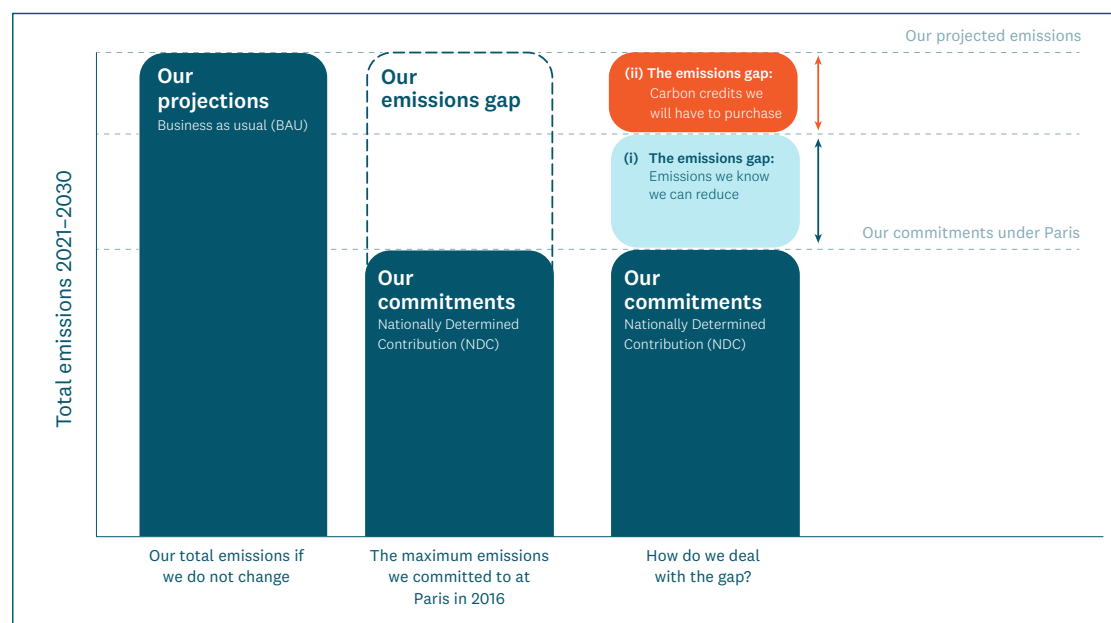 Our projected emissions
Our
projections
Business as usual (BAU)
Our
emissions gap
(ii) The emissions gap:
Carbon credits we
will have to purchase
(i) The emissions gap:
Emissions we know
we can reduce
Our commitments under Paris
Our
commitments
Nationally Determined
Contribution (NDC)
Our
commitments
Nationally Determined
Contribution (NDC)
Total emissions 2021–2030
Our total emissions if
we do not change
The maximum emissions
we committed to at
Paris in 2016
How do we deal
with the gap?